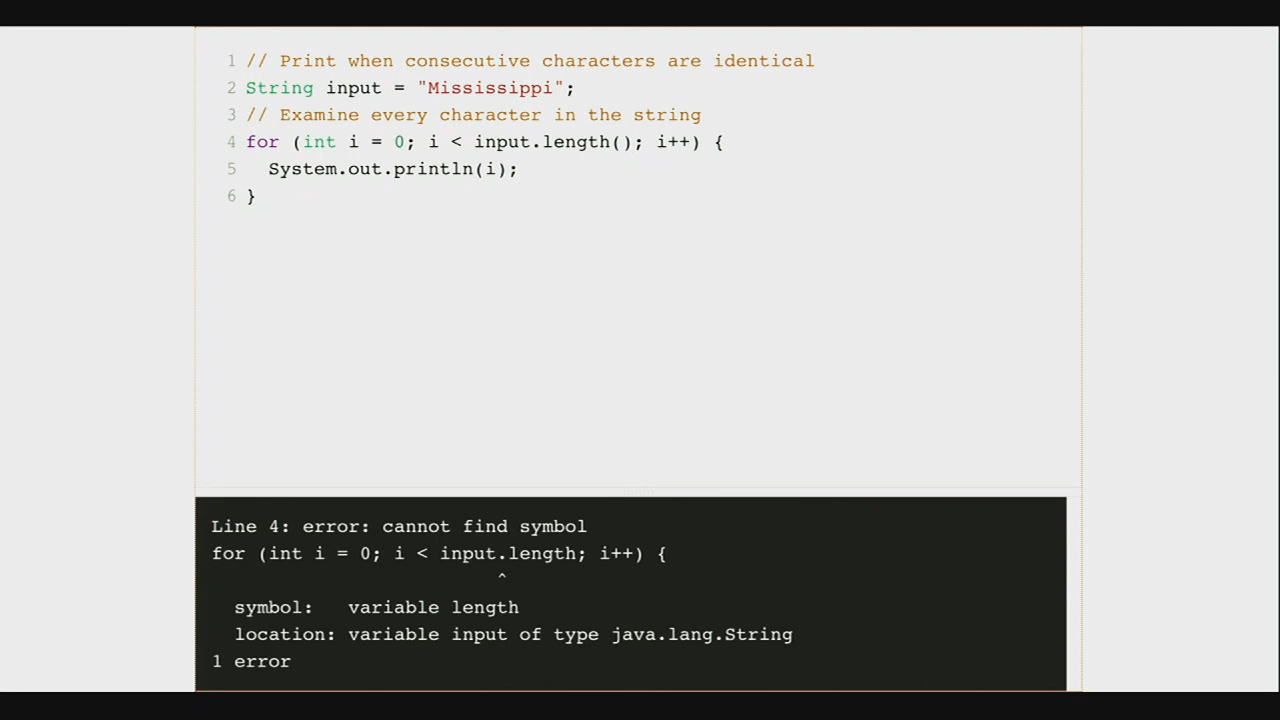 1 // Print when consecutive characters are identical
2 String input = "Mississippi";
3 // Examine every character in the string
4 for (int i = 0; i < input.length(); i++) {
5 System.out.println(i);
6 }
Line 4: error: cannot find symbol
for (int i = 0; i < input.length; i++) {
^
symbol: variable length
location: variable input of type java.lang.String
1 error